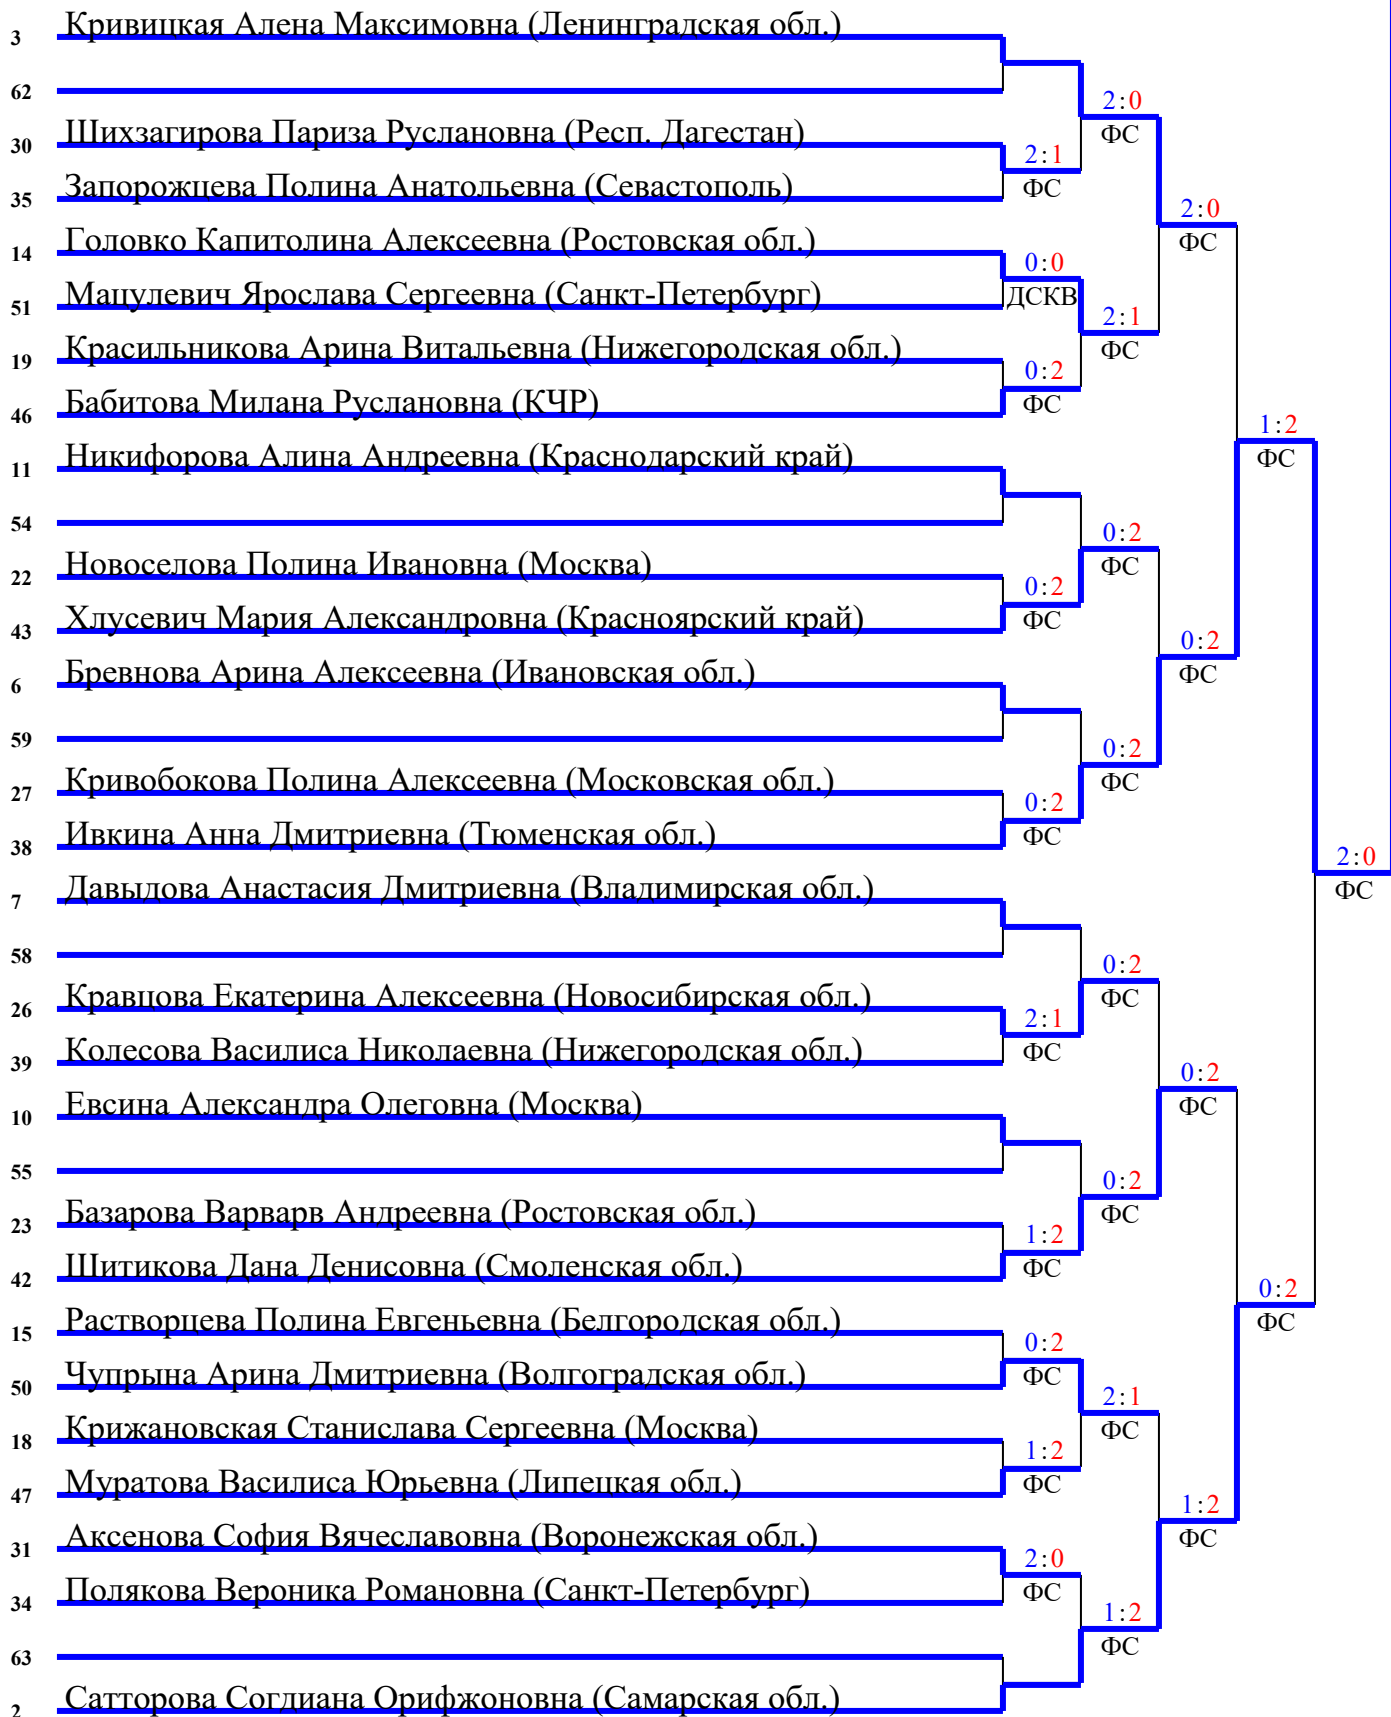 3 Кривицкая Алена Максимовна (Ленинградская обл.)
62
2:0
30 Шихзагирова Париза Руслановна (Респ. Дагестан)
ФС
2:1
35 Запорожцева Полина Анатольевна (Севастополь)
ФС
2:0
14 Головко Капитолина Алексеевна (Ростовская обл.)
ФС
0:0
51 Мацулевич Ярослава Сергеевна (Санкт-Петербург)
ДСКВ
2:1
19 Красильникова Арина Витальевна (Нижегородская обл.)
ФС
0:2
46 Бабитова Милана Руслановна (КЧР)
ФС
1:2
11 Никифорова Алина Андреевна (Краснодарский край)
ФС
54
0:2
22 Новоселова Полина Ивановна (Москва)
ФС
0:2
43 Хлусевич Мария Александровна (Красноярский край)
ФС
0:2
6 Бревнова Арина Алексеевна (Ивановская обл.)
ФС
59
0:2
27 Кривобокова Полина Алексеевна (Московская обл.)
ФС
0:2
38 Ивкина Анна Дмитриевна (Тюменская обл.)
ФС
2:0
7 Давыдова Анастасия Дмитриевна (Владимирская обл.)
ФС
58
0:2
26 Кравцова Екатерина Алексеевна (Новосибирская обл.)
ФС
2:1
39 Колесова Василиса Николаевна (Нижегородская обл.)
ФС
0:2
10 Евсина Александра Олеговна (Москва)
ФС
55
0:2
23 Базарова Варварв Андреевна (Ростовская обл.)
ФС
1:2
42 Шитикова Дана Денисовна (Смоленская обл.)
ФС
0:2
15 Растворцева Полина Евгеньевна (Белгородская обл.)
ФС
0:2
50 Чупрына Арина Дмитриевна (Волгоградская обл.)
ФС
2:1
18 Крижановская Станислава Сергеевна (Москва)
ФС
1:2
47 Муратова Василиса Юрьевна (Липецкая обл.)
ФС
1:2
31 Аксенова София Вячеславовна (Воронежская обл.)
ФС
2:0
34 Полякова Вероника Романовна (Санкт-Петербург)
ФС
1:2
63
ФС
2 Сатторова Согдиана Орифжоновна (Самарская обл.)